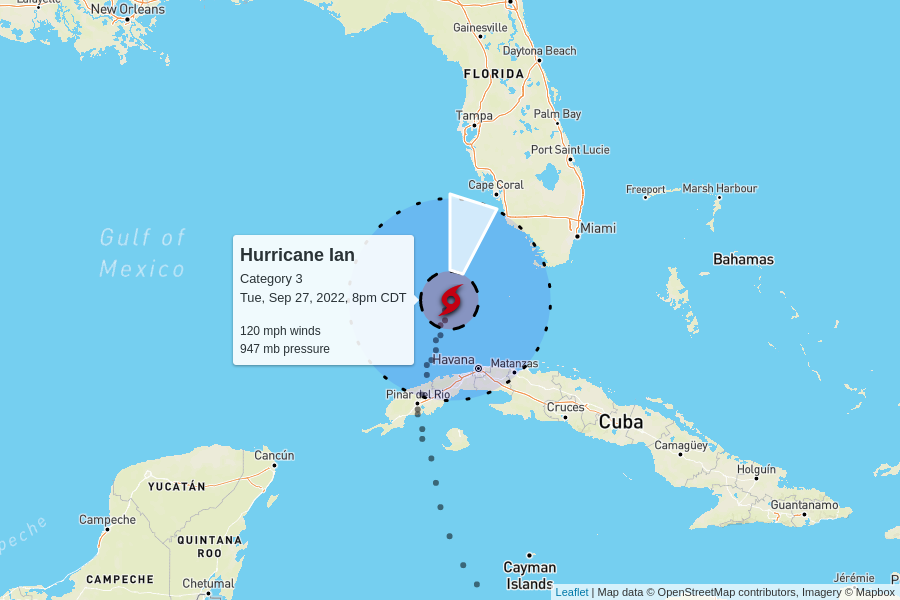 Lafayette
New Orleans
Gainesville
Daytona Beach
FLORIDA
Tampa
Palm Bay
Port Saint Lucie
Cape Coral
Freeport
Marsh Harbour
Miami
Gulf of
Mexico
Bahamas
Hurricane Ian
Category 3
Tue, Sep 27, 2022, 8pm CDT
120 mph winds
947 mb pressure
Havana
Matanzas
Pinar del Rio
Cruces
Cuba
Camagüey
Holguín
Guantanamo
Cancún
YUCATÁN
Campeche
peche
QUINTANA
ROO
CAMPECHE
Chetumal
Cayman
Islands
Jérémie
P
Leaflet | Map data © OpenStreetMap contributors, Imagery © Mapbox